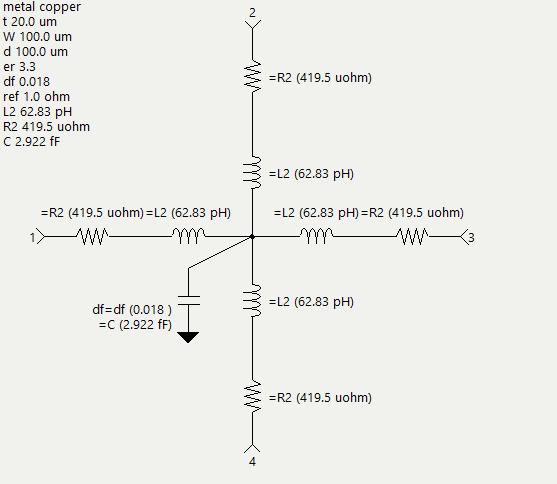 metal copper
t 20.0 um
W 100.0 um
d 100.0 um
er 3.3
df 0.018
ref 1.0 ohm
L2 62.83 pH
R2 419.5 uohm
C 2.922 fF
2
=R2 (419.5 uohm)
=L2 (62.83 pH)
=R2 (419.5 uohm) =L2 (62.83 pH)
=L2 (62.83 pH) =R2 (419.5 uohm)
1
3
df=df (0.018 )
=C (2.922 fF)
=L2 (62.83 pH)
=R2 (419.5 uohm)
4